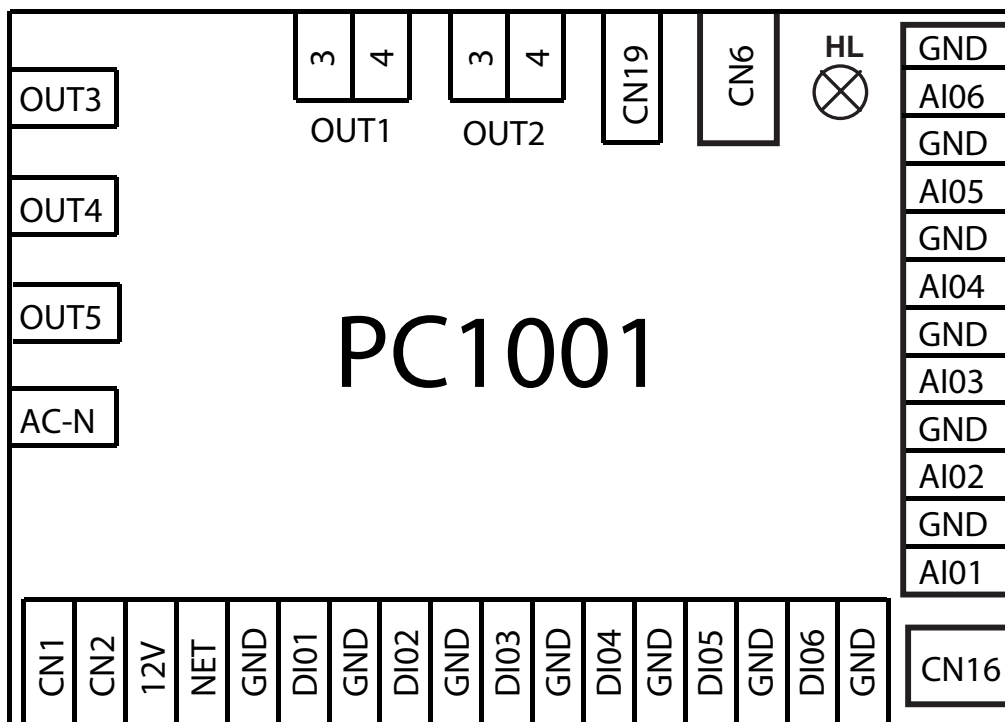 3 4 3 4 CN19 CN6 HL
OUT1 OUT2
OUT3
OUT4
OUT5
AC-N
PC1001
GND
AI06
GND
AI05
GND
AI04
GND
AI03
GND
AI02
GND
AI01
CN1 CN2 12V NET GND DI01 GND DI02 GND DI03 GND DI04 GND DI05 GND DI06 GND
CN16